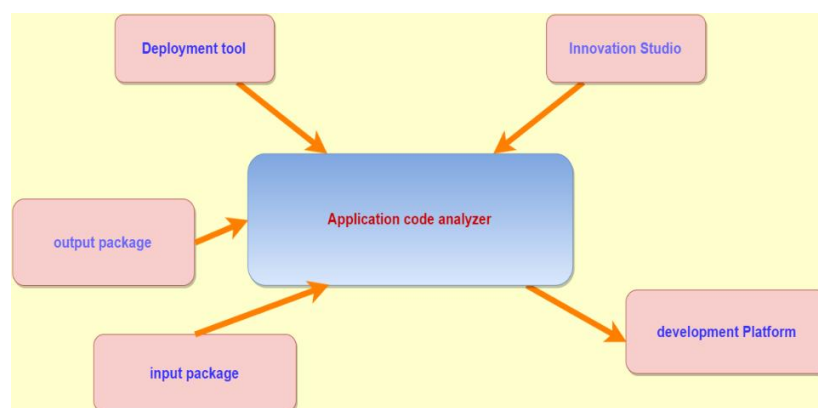 Deployment tool
Innovation Studio
Application code analyzer
output package
development Platform
input package